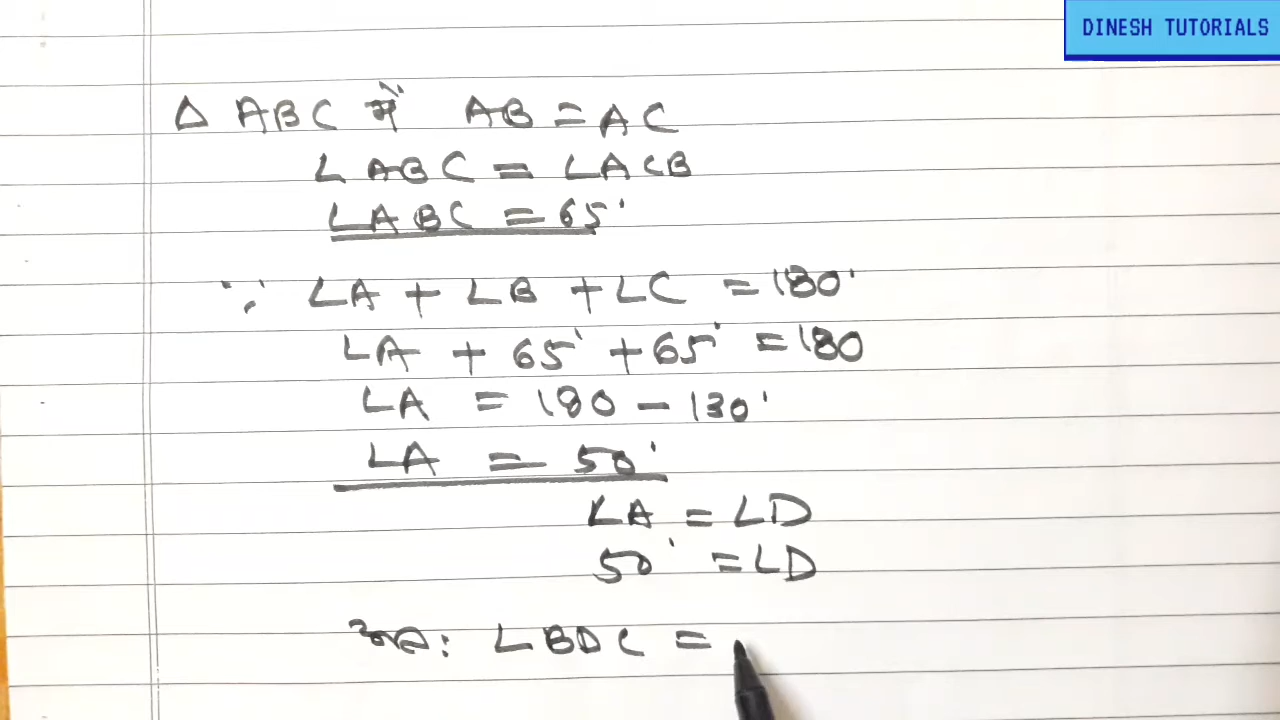 DINESH TUTORIALS
Δ ABC में AB = AC
∠ABC = ∠ACB
∠ABC = 65°
∵ ∠A + ∠B + ∠C = 180°
∠A + 65° + 65° = 180
∠A = 180 - 130°
∠A = 50°
∠A = ∠D
50° = ∠D
अतः ∠BDC =